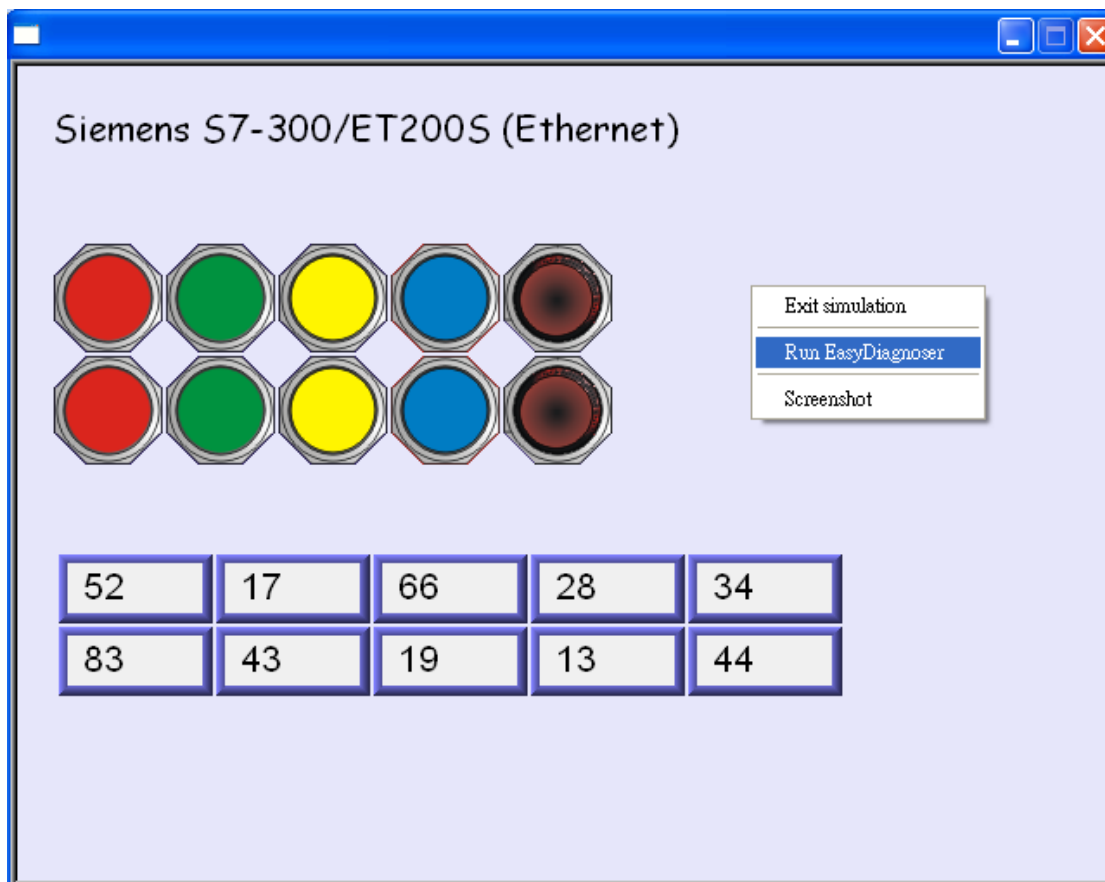 Siemens S7-300/ET200S (Ethernet)
Exit simulation
Run EasyDiagnoser
Screenshot
52 17 66 28 34
83 43 19 13 44